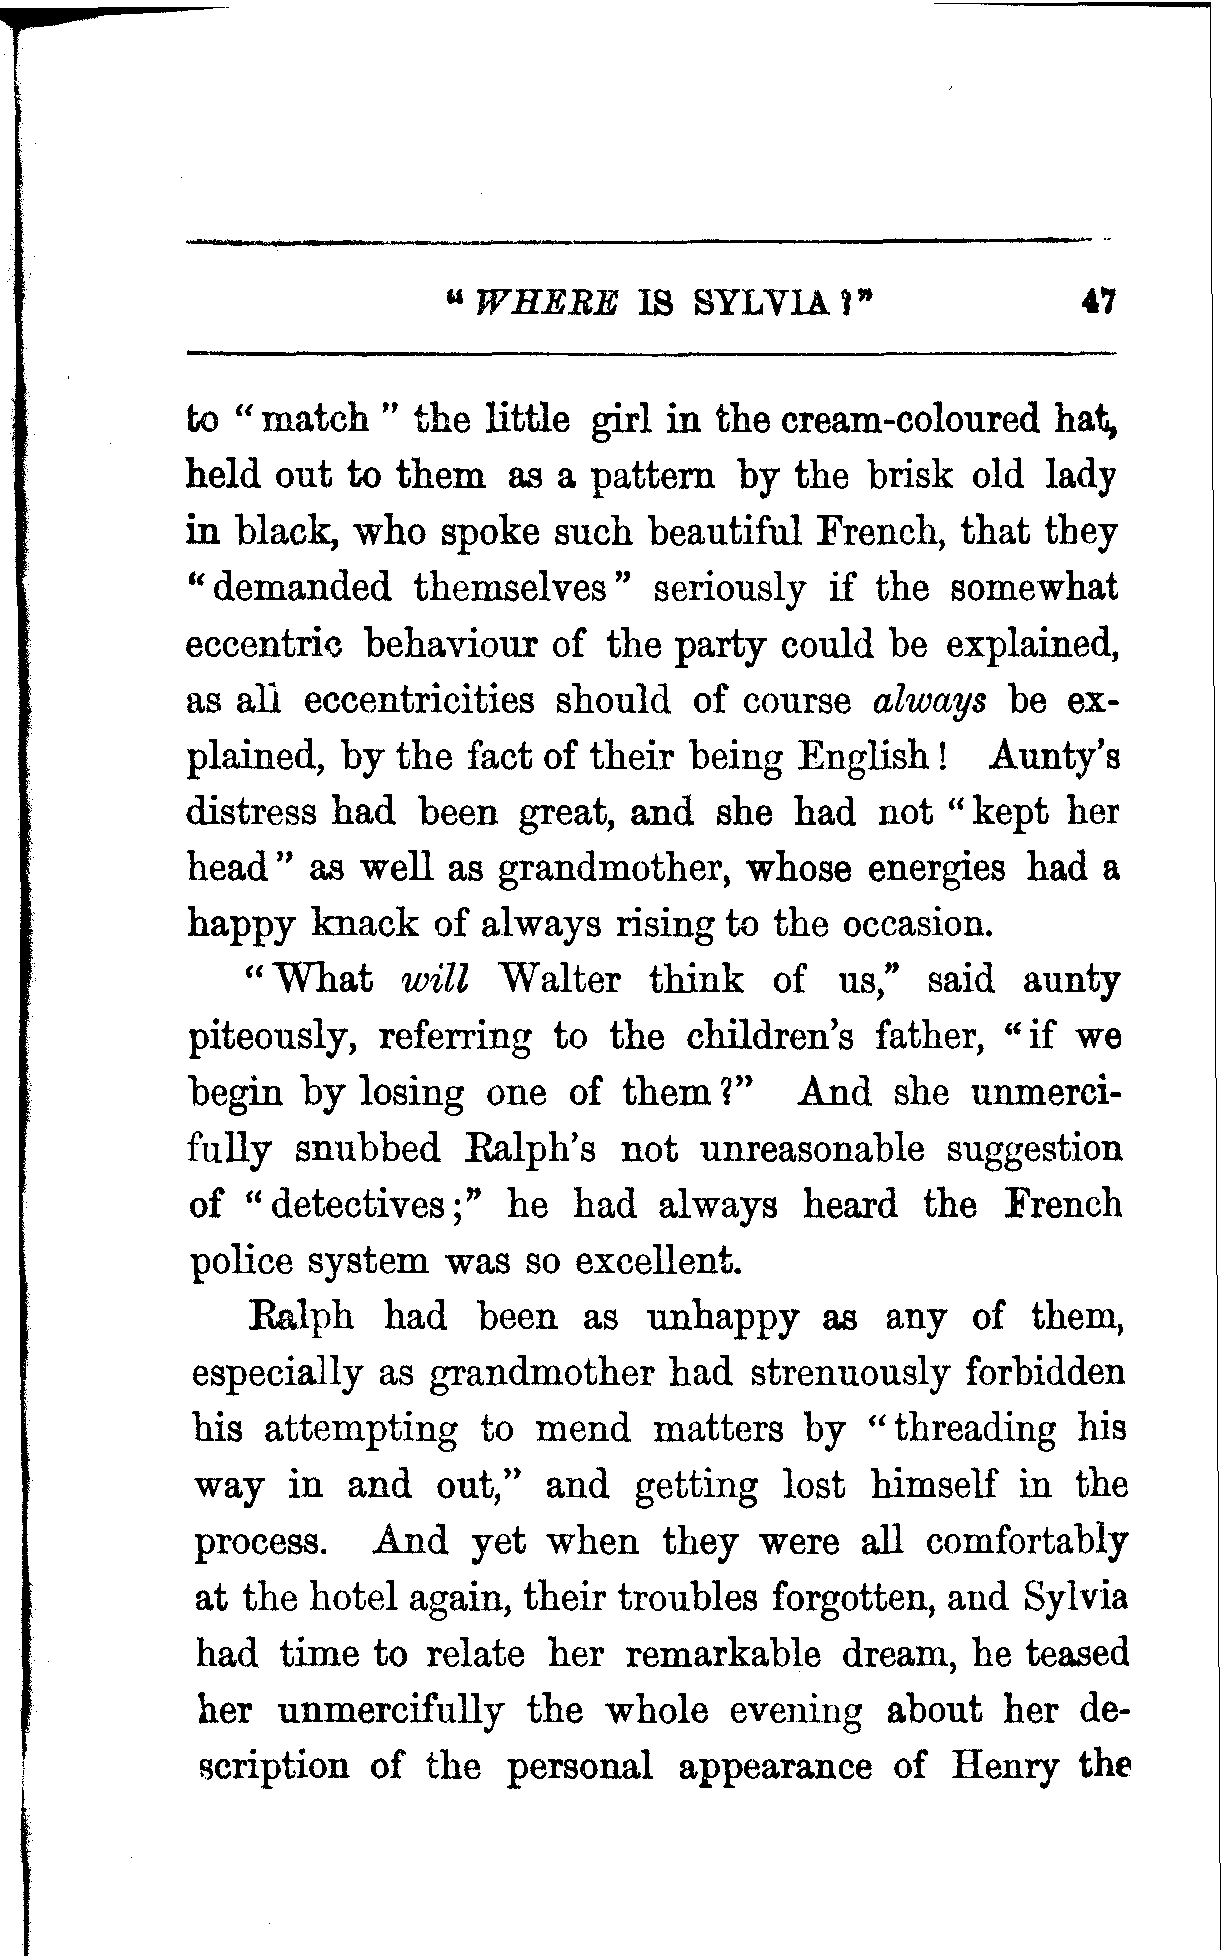 “WHERE IS SYLVIA?” 47
to “match” the little girl in the cream-coloured hat,
held out to them as a pattern by the brisk old lady
in black, who spoke such beautiful French, that they
“demanded themselves” seriously if the somewhat
eccentric behaviour of the party could be explained,
as all eccentricities should of course always be ex-
plained, by the fact of their being English! Aunty’s
distress had been great, and she had not “kept her
head” as well as grandmother, whose energies had a
happy knack of always rising to the occasion.
“What will Walter think of us,” said aunty
piteously, referring to the children’s father, “if we
begin by losing one of them?” And she unmerci-
fully snubbed Ralph’s not unreasonable suggestion
of “detectives;” he had always heard the French
police system was so excellent.
Ralph had been as unhappy as any of them,
especially as grandmother had strenuously forbidden
his attempting to mend matters by “threading his
way in and out,” and getting lost himself in the
process. And yet when they were all comfortably
at the hotel again, their troubles forgotten, and Sylvia
had time to relate her remarkable dream, he teased
her unmercifully the whole evening about her de-
scription of the personal appearance of Henry the